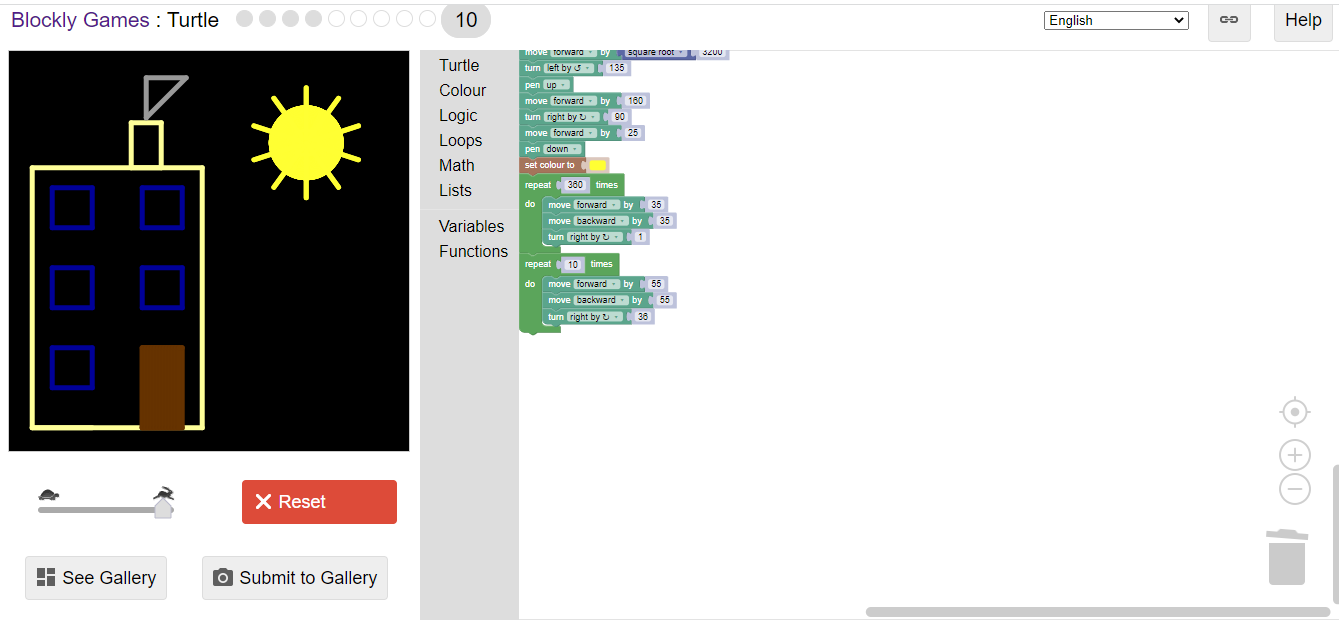 Blockly Games : Turtle 10 English Help
Turtle
Colour
Logic
Loops
Math
Lists
Variables
Functions
move forward by square root 3200
turn left by ↺ 135
pen up
move forward by 160
turn right by ↻ 90
move forward by 25
pen down
set colour to
repeat 360 times
do move forward by 35
move backward by 35
turn right by ↻ 1
repeat 10 times
do move forward by 55
move backward by 55
turn right by ↻ 36
Reset
See Gallery
Submit to Gallery